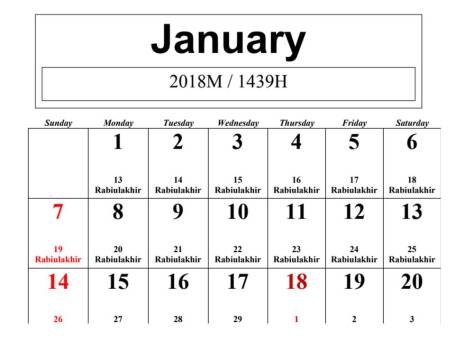 January
2018M / 1439H
Sunday Monday Tuesday Wednesday Thursday Friday Saturday
1 2 3 4 5 6
13 14 15 16 17 18
Rabiulakhir Rabiulakhir Rabiulakhir Rabiulakhir Rabiulakhir Rabiulakhir
7 8 9 10 11 12 13
19 20 21 22 23 24 25
Rabiulakhir Rabiulakhir Rabiulakhir Rabiulakhir Rabiulakhir Rabiulakhir Rabiulakhir
14 15 16 17 18 19 20
26 27 28 29 1 2 3